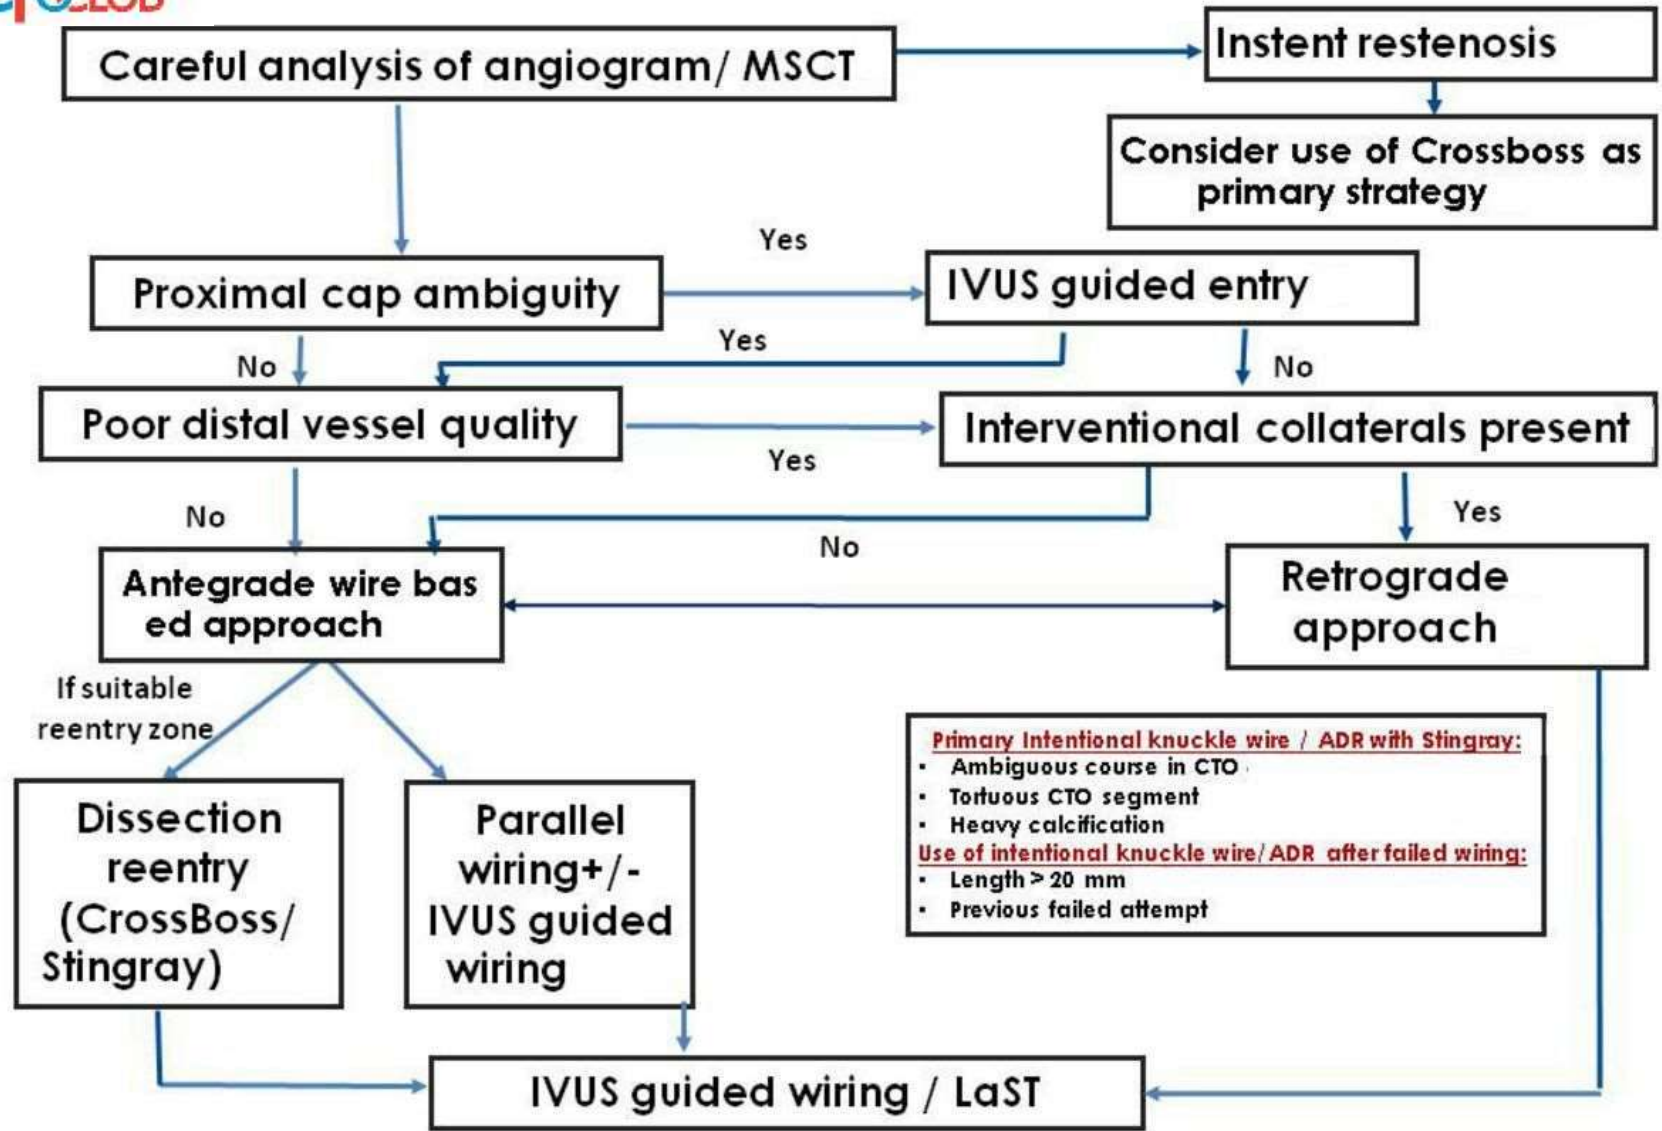 CLUB
Careful analysis of angiogram/ MSCT
Instent restenosis
Consider use of Crossboss as
primary strategy
Yes
Proximal cap ambiguity
IVUS guided entry
Yes
No
No
Poor distal vessel quality
Interventional collaterals present
Yes
No
Yes
No
Antegrade wire bas
ed approach
Retrograde
approach
If suitable
reentry zone
Primary Intentional knuckle wire / ADR with Stingray:
▪ Ambiguous course in CTO
▪ Tortuous CTO segment
▪ Heavy calcification
Use of intentional knuckle wire/ADR after failed wiring:
▪ Length > 20 mm
▪ Previous failed attempt
Dissection
reentry
(CrossBoss/
Stingray)
Parallel
wiring+/-
IVUS guided
wiring
IVUS guided wiring / LaST